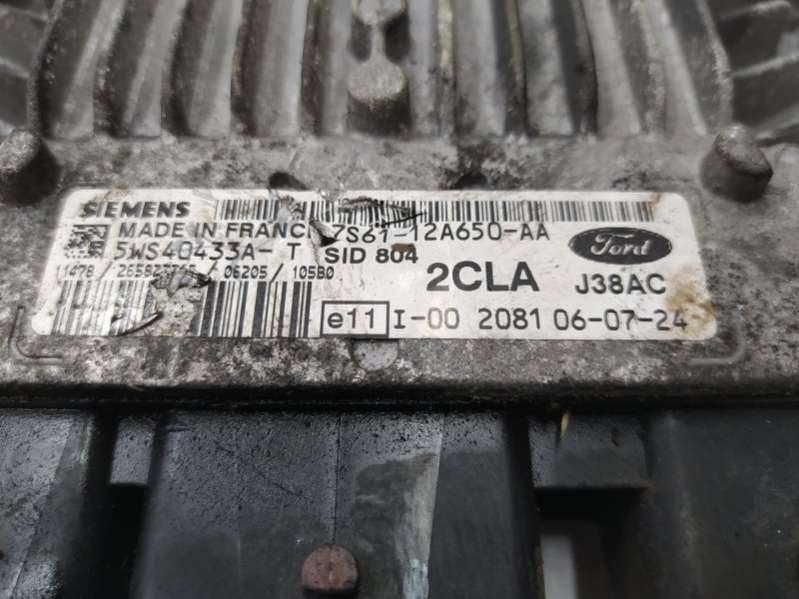 SIEMENS
MADE IN FRANC 7S61-12A650-AA
Ford
5WS40433A- T SID 804
11478 / / 06205 / 105B0
2CLA J38AC
e11 I-00 2081 06-07-24